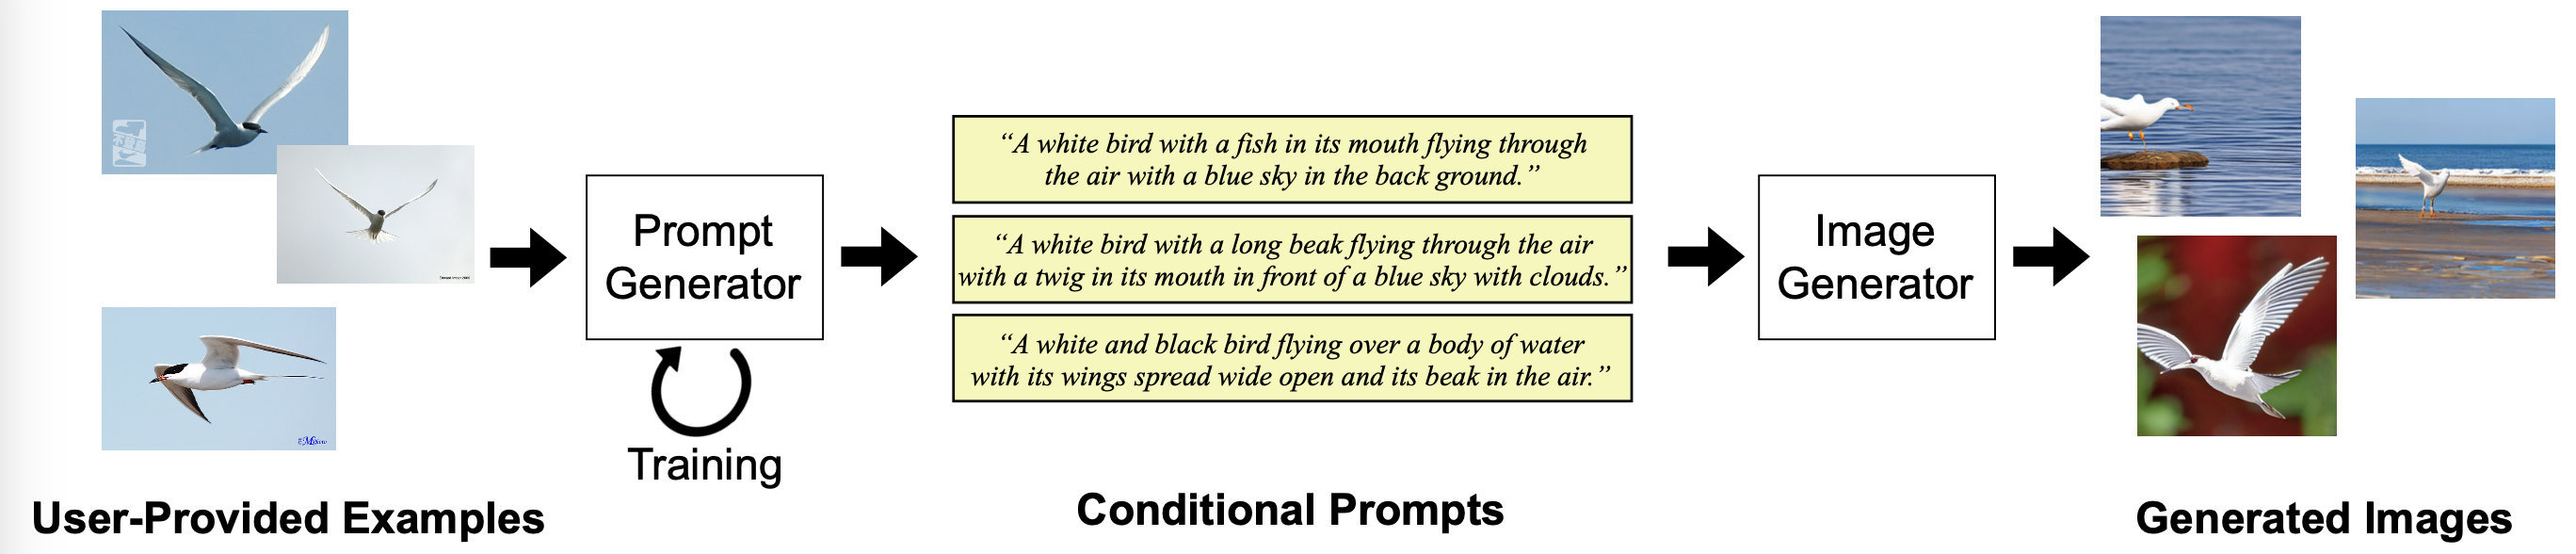 Prompt
Generator
Training
User-Provided Examples
“A white bird with a fish in its mouth flying through
the air with a blue sky in the back ground.”
“A white bird with a long beak flying through the air
with a twig in its mouth in front of a blue sky with clouds.”
“A white and black bird flying over a body of water
with its wings spread wide open and its beak in the air.”
Conditional Prompts
Image
Generator
Generated Images